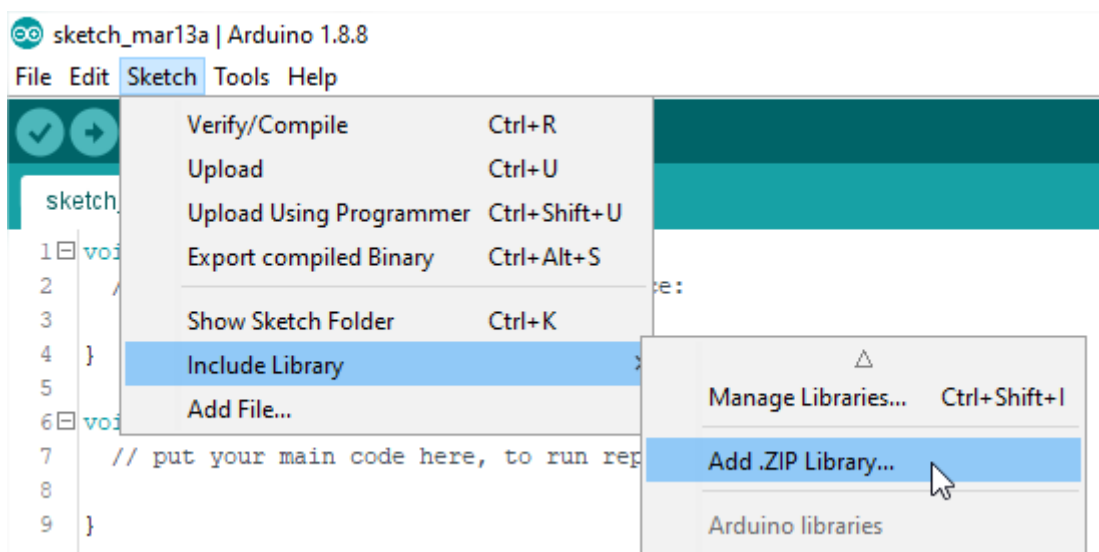 sketch_mar13a | Arduino 1.8.8
File Edit Sketch Tools Help
Verify/Compile Ctrl+R
Upload Ctrl+U
Upload Using Programmer Ctrl+Shift+U
Export compiled Binary Ctrl+Alt+S
Show Sketch Folder Ctrl+K
Include Library
Add File...
Manage Libraries... Ctrl+Shift+I
Add .ZIP Library...
Arduino libraries
sketch_
1 voi
2 / e:
3
4 }
5
6 voi
7 // put your main code here, to run rep
8
9 }